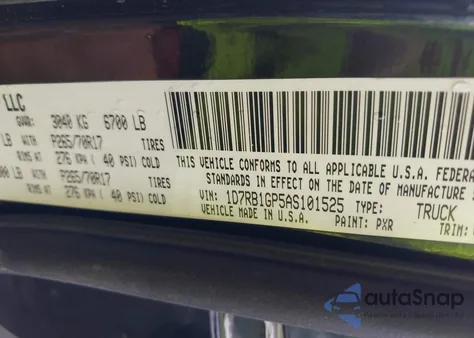 LLC
GVWR: 3040 KG 6700 LB
LB WITH P265/70R17 TIRES
RIMS AT 276 KPA ( 40 PSI) COLD
00 LB WITH P265/70R17 TIRES
RIMS AT 276 KPA ( 40 PSI) COLD
THIS VEHICLE CONFORMS TO ALL APPLICABLE U.S.A. FEDERA
STANDARDS IN EFFECT ON THE DATE OF MANUFACTURE S
VIN: 1D7RB1GP5AS101525 TYPE: TRUCK
VEHICLE MADE IN U.S.A. PAINT: PXR TRIM:
autoSnap